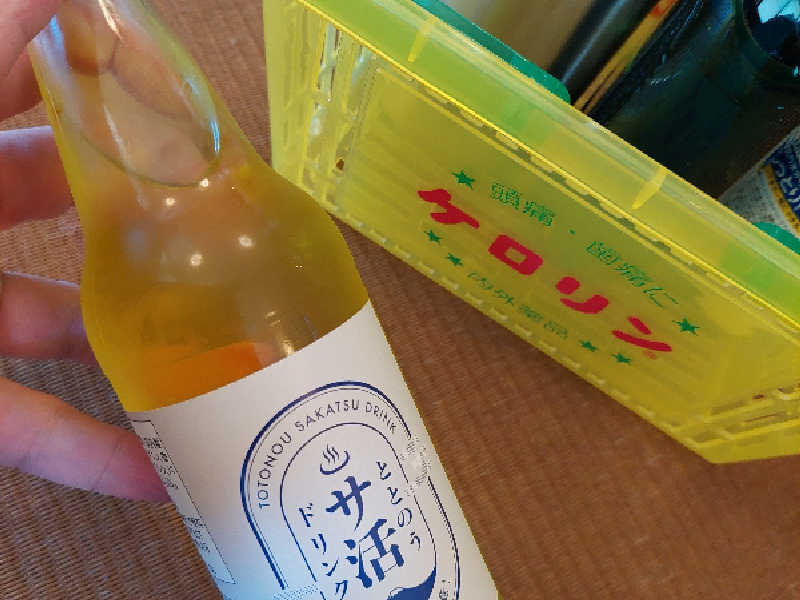 頭痛・歯痛に
ケロリン
内外薬品
TOTONOU SAKATSU DRINK
ととのう
サ活
ドリンク